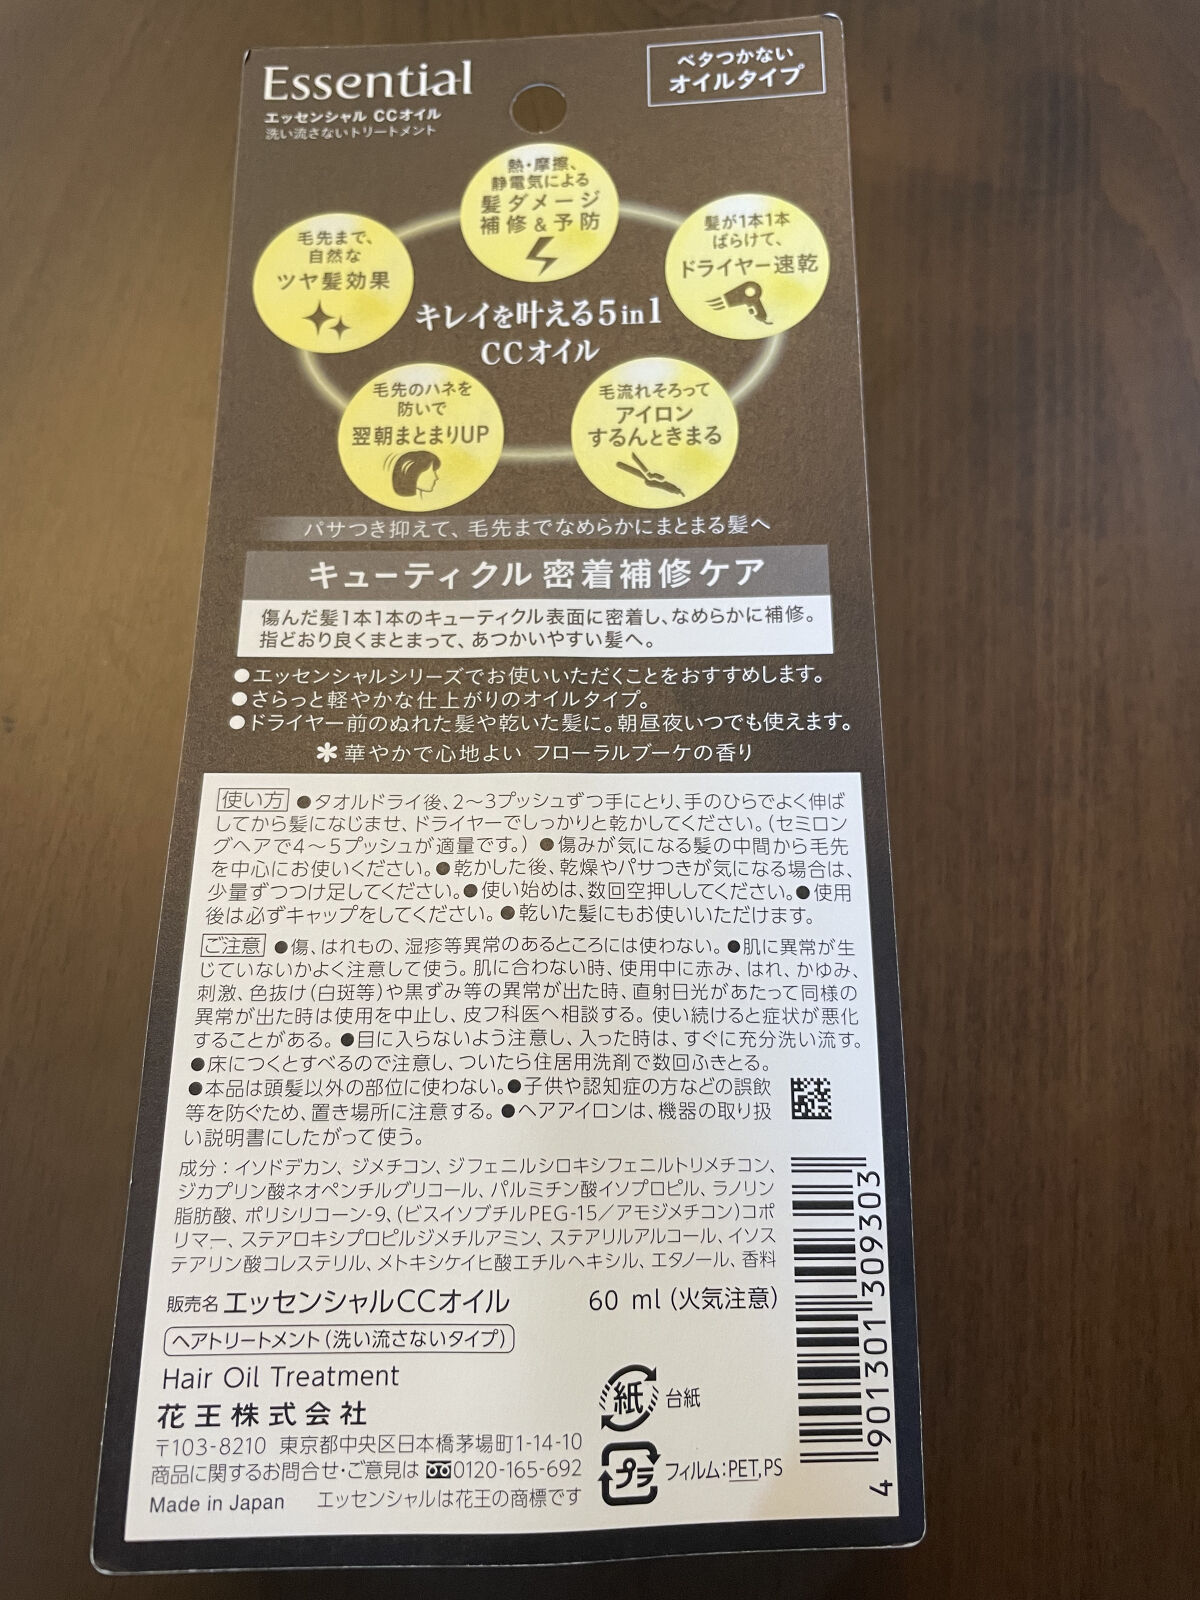 Essential
エッセンシャル CCオイル
洗い流さないトリートメント
ベタつかない
オイルタイプ
熱・摩擦、
静電気による
髪ダメージ
補修&予防
毛先まで、
自然な
ツヤ髪効果
髪が1本1本
ばらけて、
ドライヤー速乾
キレイを叶える5in1
CCオイル
毛先のハネを
防いで
翌朝まとまりUP
毛流れそろって
アイロン
するんときまる
パサつき抑えて、毛先までなめらかにまとまる髪へ
キューティクル 密着補修ケア
傷んだ髪1本1本のキューティクル表面に密着し、なめらかに補修。
指どおり良くまとまって、あつかいやすい髪へ。
●エッセンシャルシリーズでお使いいただくことをおすすめします。
●さらっと軽やかな仕上がりのオイルタイプ。
●ドライヤー前のぬれた髪や乾いた髪に。朝昼夜いつでも使えます。
✽華やかで心地よい フローラルブーケの香り
使い方 ●タオルドライ後、2〜3プッシュずつ手にとり、手のひらでよく伸ば
してから髪になじませ、ドライヤーでしっかりと乾かしてください。(セミロン
グヘアで4〜5プッシュが適量です。) ●傷みが気になる髪の中間から毛先
を中心にお使いください。●乾かした後、乾燥やパサつきが気になる場合は、
少量ずつつけ足してください。●使い始めは、数回空押ししてください。●使用
後は必ずキャップをしてください。●乾いた髪にもお使いいただけます。
ご注意 ●傷、はれもの、湿疹等異常のあるところには使わない。●肌に異常が生
じていないかよく注意して使う。肌に合わない時、使用中に赤み、はれ、かゆみ、
刺激、色抜け(白斑等)や黒ずみ等の異常が出た時、直射日光があたって同様の
異常が出た時は使用を中止し、皮フ科医へ相談する。使い続けると症状が悪化
することがある。●目に入らないよう注意し、入った時は、すぐに充分洗い流す。
●床につくとすべるので注意し、ついたら住居用洗剤で数回ふきとる。
●本品は頭髪以外の部位に使わない。●子供や認知症の方などの誤飲
等を防ぐため、置き場所に注意する。●ヘアアイロンは、機器の取り扱
い説明書にしたがって使う。
成分：イソドデカン、ジメチコン、ジフェニルシロキシフェニルトリメチコン、
ジカプリン酸ネオペンチルグリコール、パルミチン酸イソプロピル、ラノリン
脂肪酸、ポリシリコーン-9、(ビスイソブチルPEG-15／アモジメチコン)コポ
リマー、ステアロキシプロピルジメチルアミン、ステアリルアルコール、イソス
テアリン酸コレステリル、メトキシケイヒ酸エチルヘキシル、エタノール、香料
販売名 エッセンシャルCCオイル 60 ml (火気注意)
ヘアトリートメント(洗い流さないタイプ)
Hair Oil Treatment
花王株式会社
〒103-8210 東京都中央区日本橋茅場町1-14-10
商品に関するお問合せ・ご意見は 0120-165-692
Made in Japan エッセンシャルは花王の商標です
紙 台紙
プラ フィルム：PET,PS
4 901301 309303